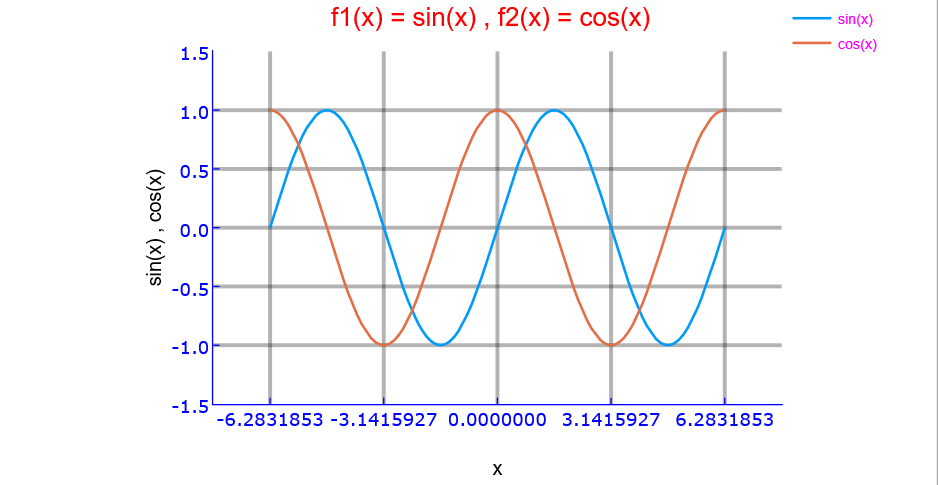 f1(x) = sin(x) , f2(x) = cos(x)
sin(x)
cos(x)
sin(x) , cos(x)
1.5
1.0
0.5
0.0
-0.5
-1.0
-1.5
-6.2831853 -3.1415927 0.0000000 3.1415927 6.2831853
x